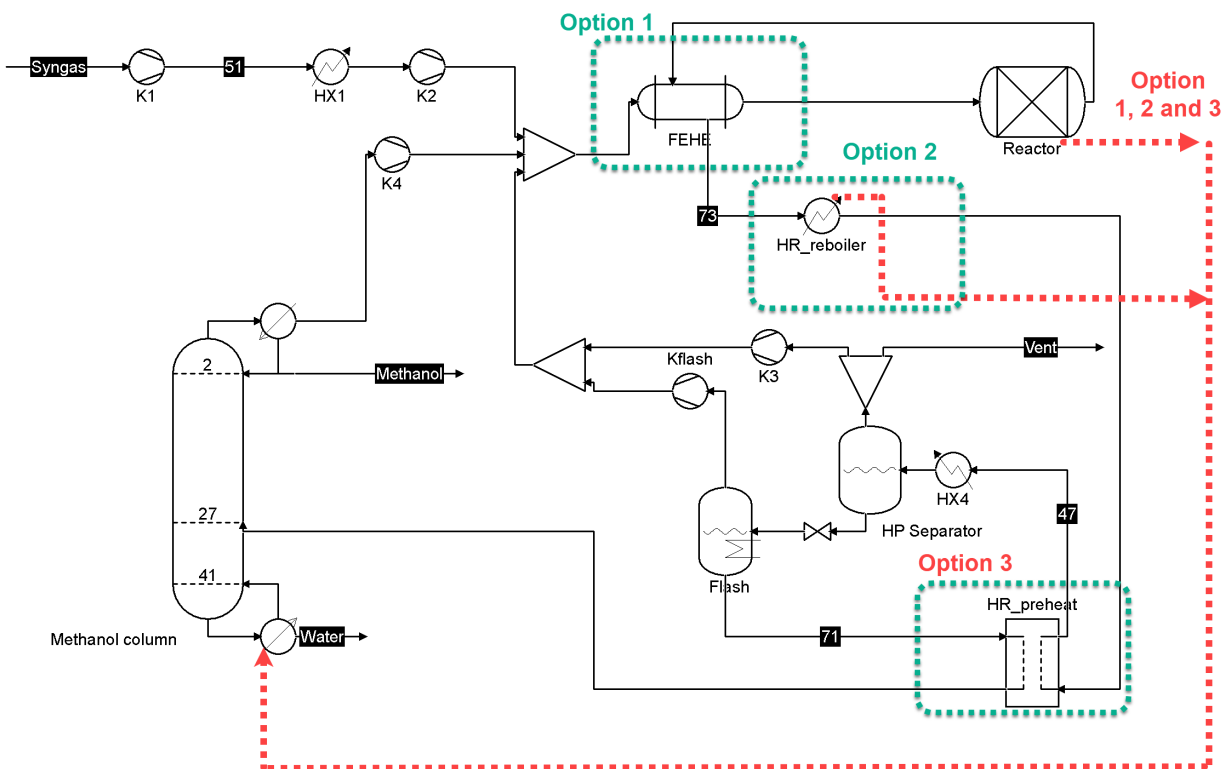 Option 1
Syngas
K1
51
HX1
K2
FEHE
Reactor
Option
1, 2 and 3
K4
Option 2
73
HR_reboiler
Kflash
K3
Vent
2
Methanol
27
41
HX4
HP Separator
47
Flash
Option 3
HR_preheat
71
Methanol column
Water